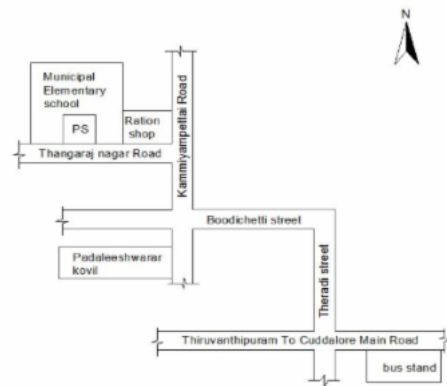 N
Municipal
Elementary
school
PS
Ration
shop
Thangaraj nagar Road
Kammiyampettai Road
Boodichetti street
Padaleeshwarar
kovil
Theradi street
Thiruvanthipuram To Cuddalore Main Road
bus stand